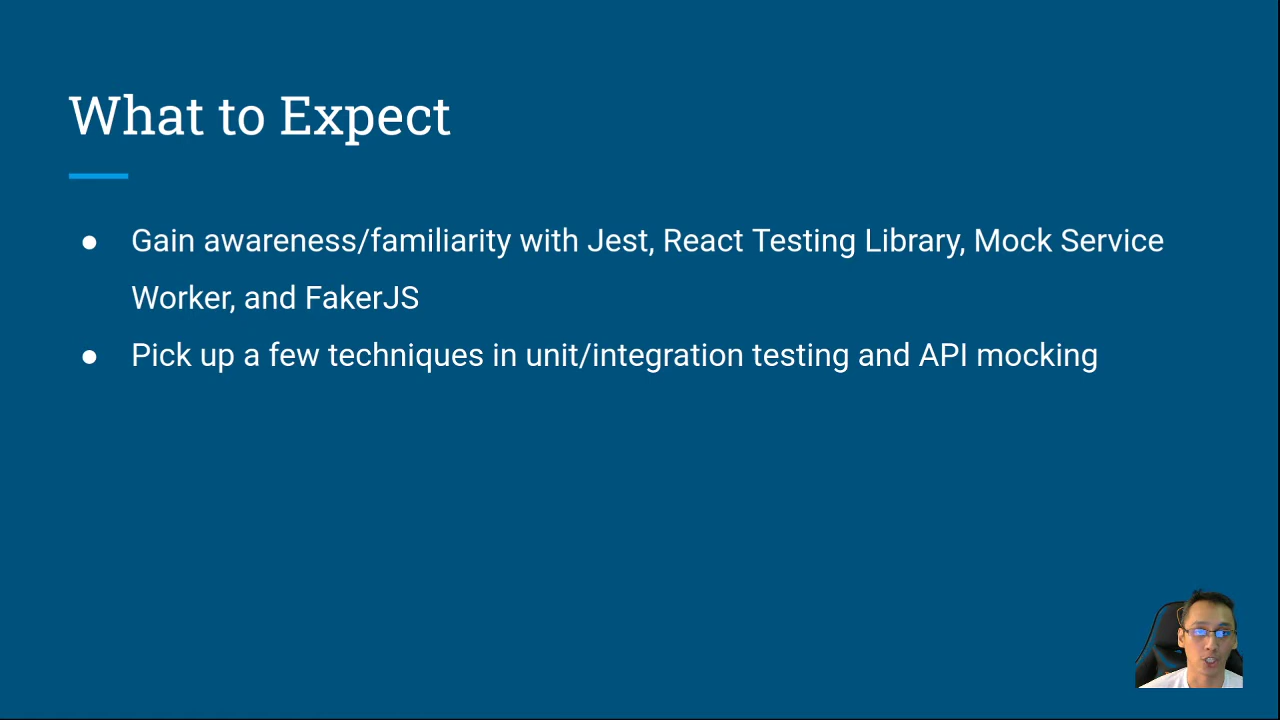 What to Expect
● Gain awareness/familiarity with Jest, React Testing Library, Mock Service
Worker, and FakerJS
● Pick up a few techniques in unit/integration testing and API mocking